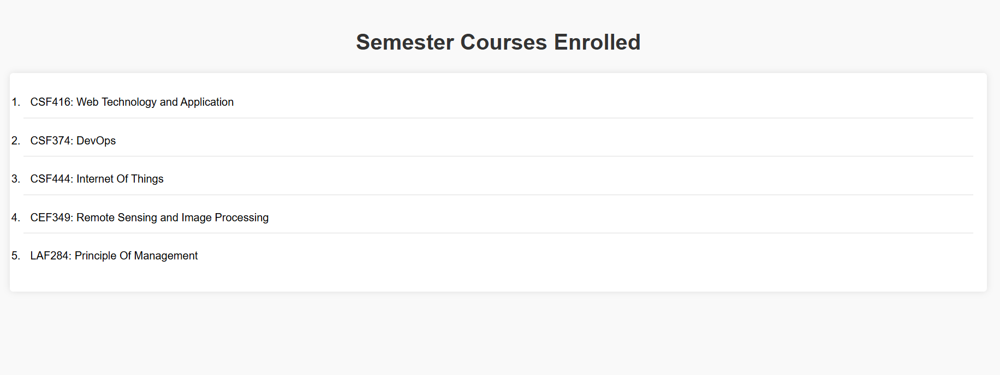 Semester Courses Enrolled
1. CSF416: Web Technology and Application
2. CSF374: DevOps
3. CSF444: Internet Of Things
4. CEF349: Remote Sensing and Image Processing
5. LAF284: Principle Of Management